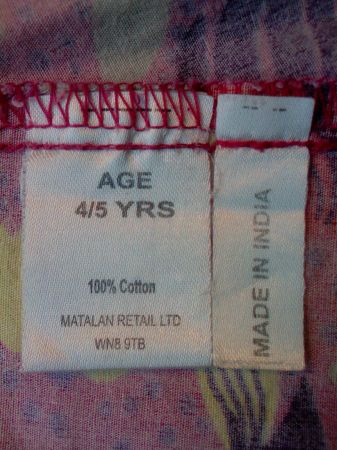 AGE
4/5 YRS
100% Cotton
MATALAN RETAIL LTD
WN8 9TB
MADE IN INDIA